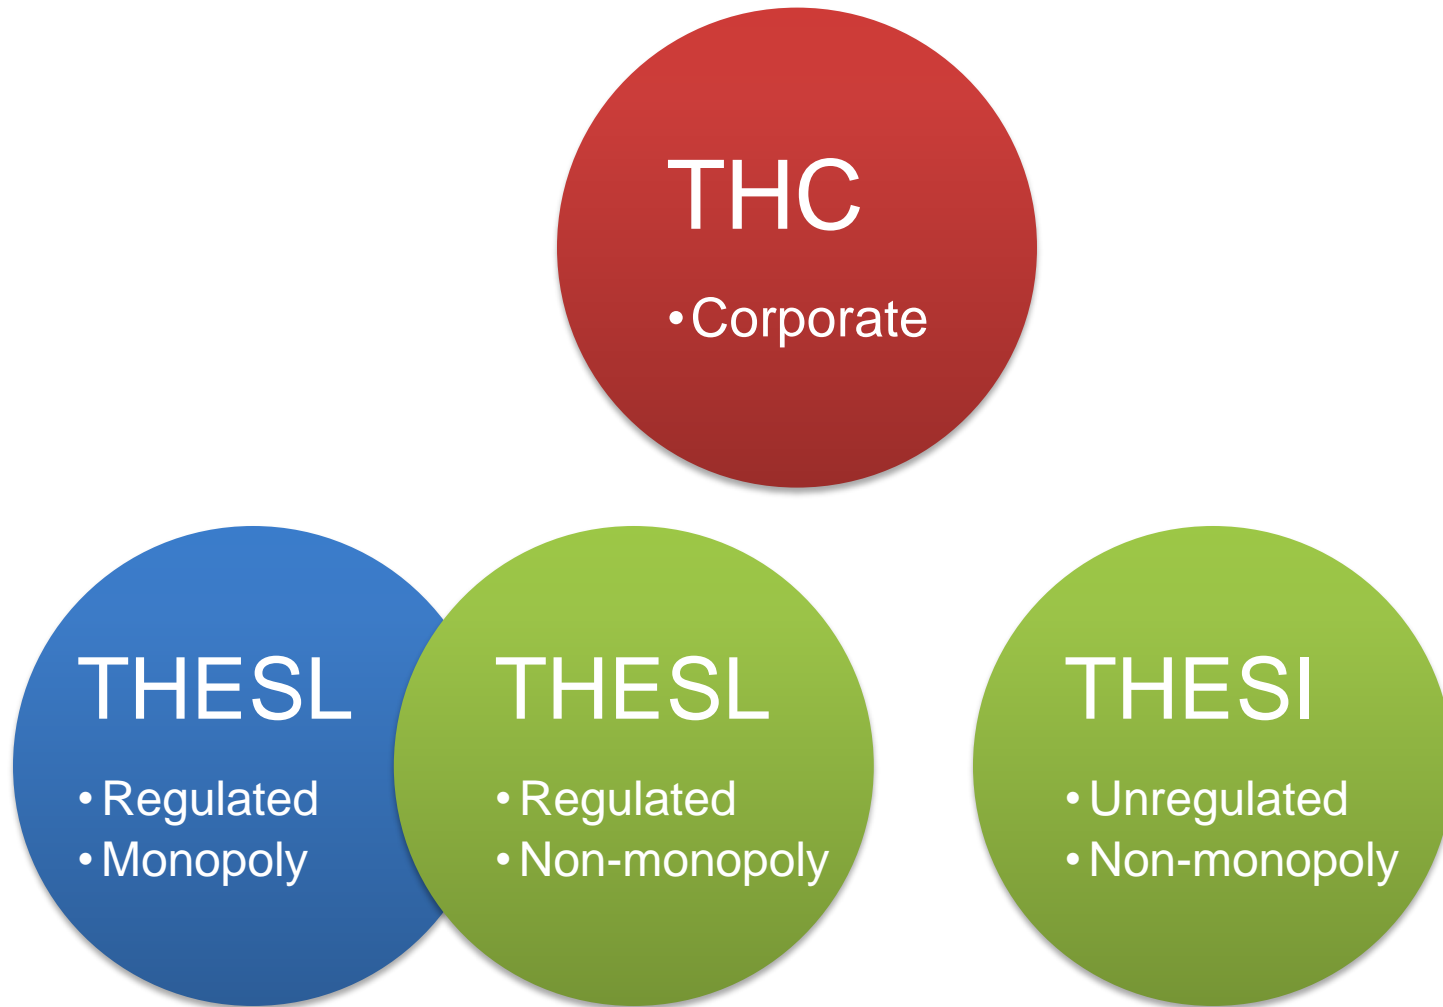 THC
• Corporate
THESL
• Regulated
• Monopoly
THESL
• Regulated
• Non-monopoly
THESI
• Unregulated
• Non-monopoly